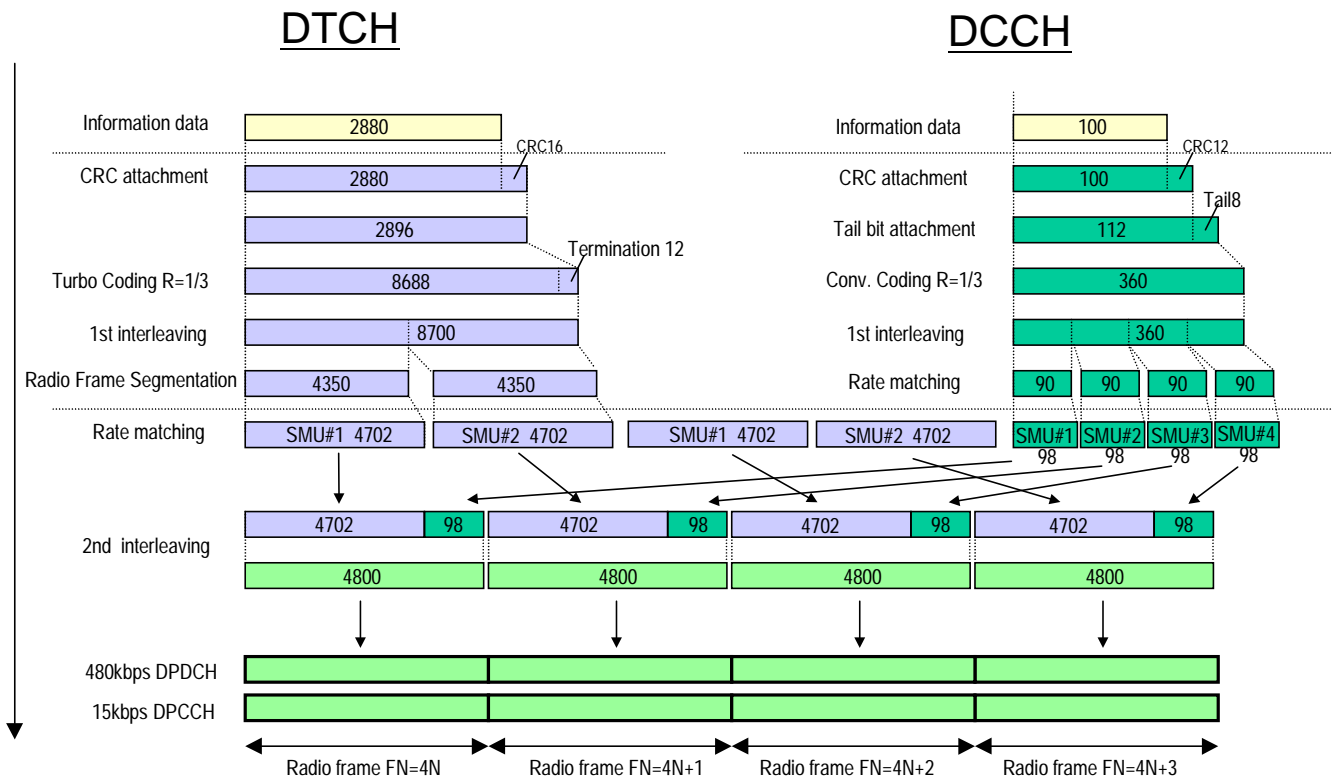 DTCH DCCH
Information data 2880 Information data 100
CRC16 CRC12
CRC attachment 2880 CRC attachment 100
Tail8
2896 Tail bit attachment 112
Termination 12
Turbo Coding R=1/3 8688 Conv. Coding R=1/3 360
1st interleaving 8700 1st interleaving 360
Radio Frame Segmentation 4350 4350 Rate matching 90 90 90 90
Rate matching SMU#1 4702 SMU#2 4702 SMU#1 4702 SMU#2 4702 SMU#1 SMU#2 SMU#3 SMU#4
98 98 98 98
4702 98 4702 98 4702 98 4702 98
2nd interleaving
4800 4800 4800 4800
480kbps DPDCH
15kbps DPCCH
Radio frame FN=4N Radio frame FN=4N+1 Radio frame FN=4N+2 Radio frame FN=4N+3